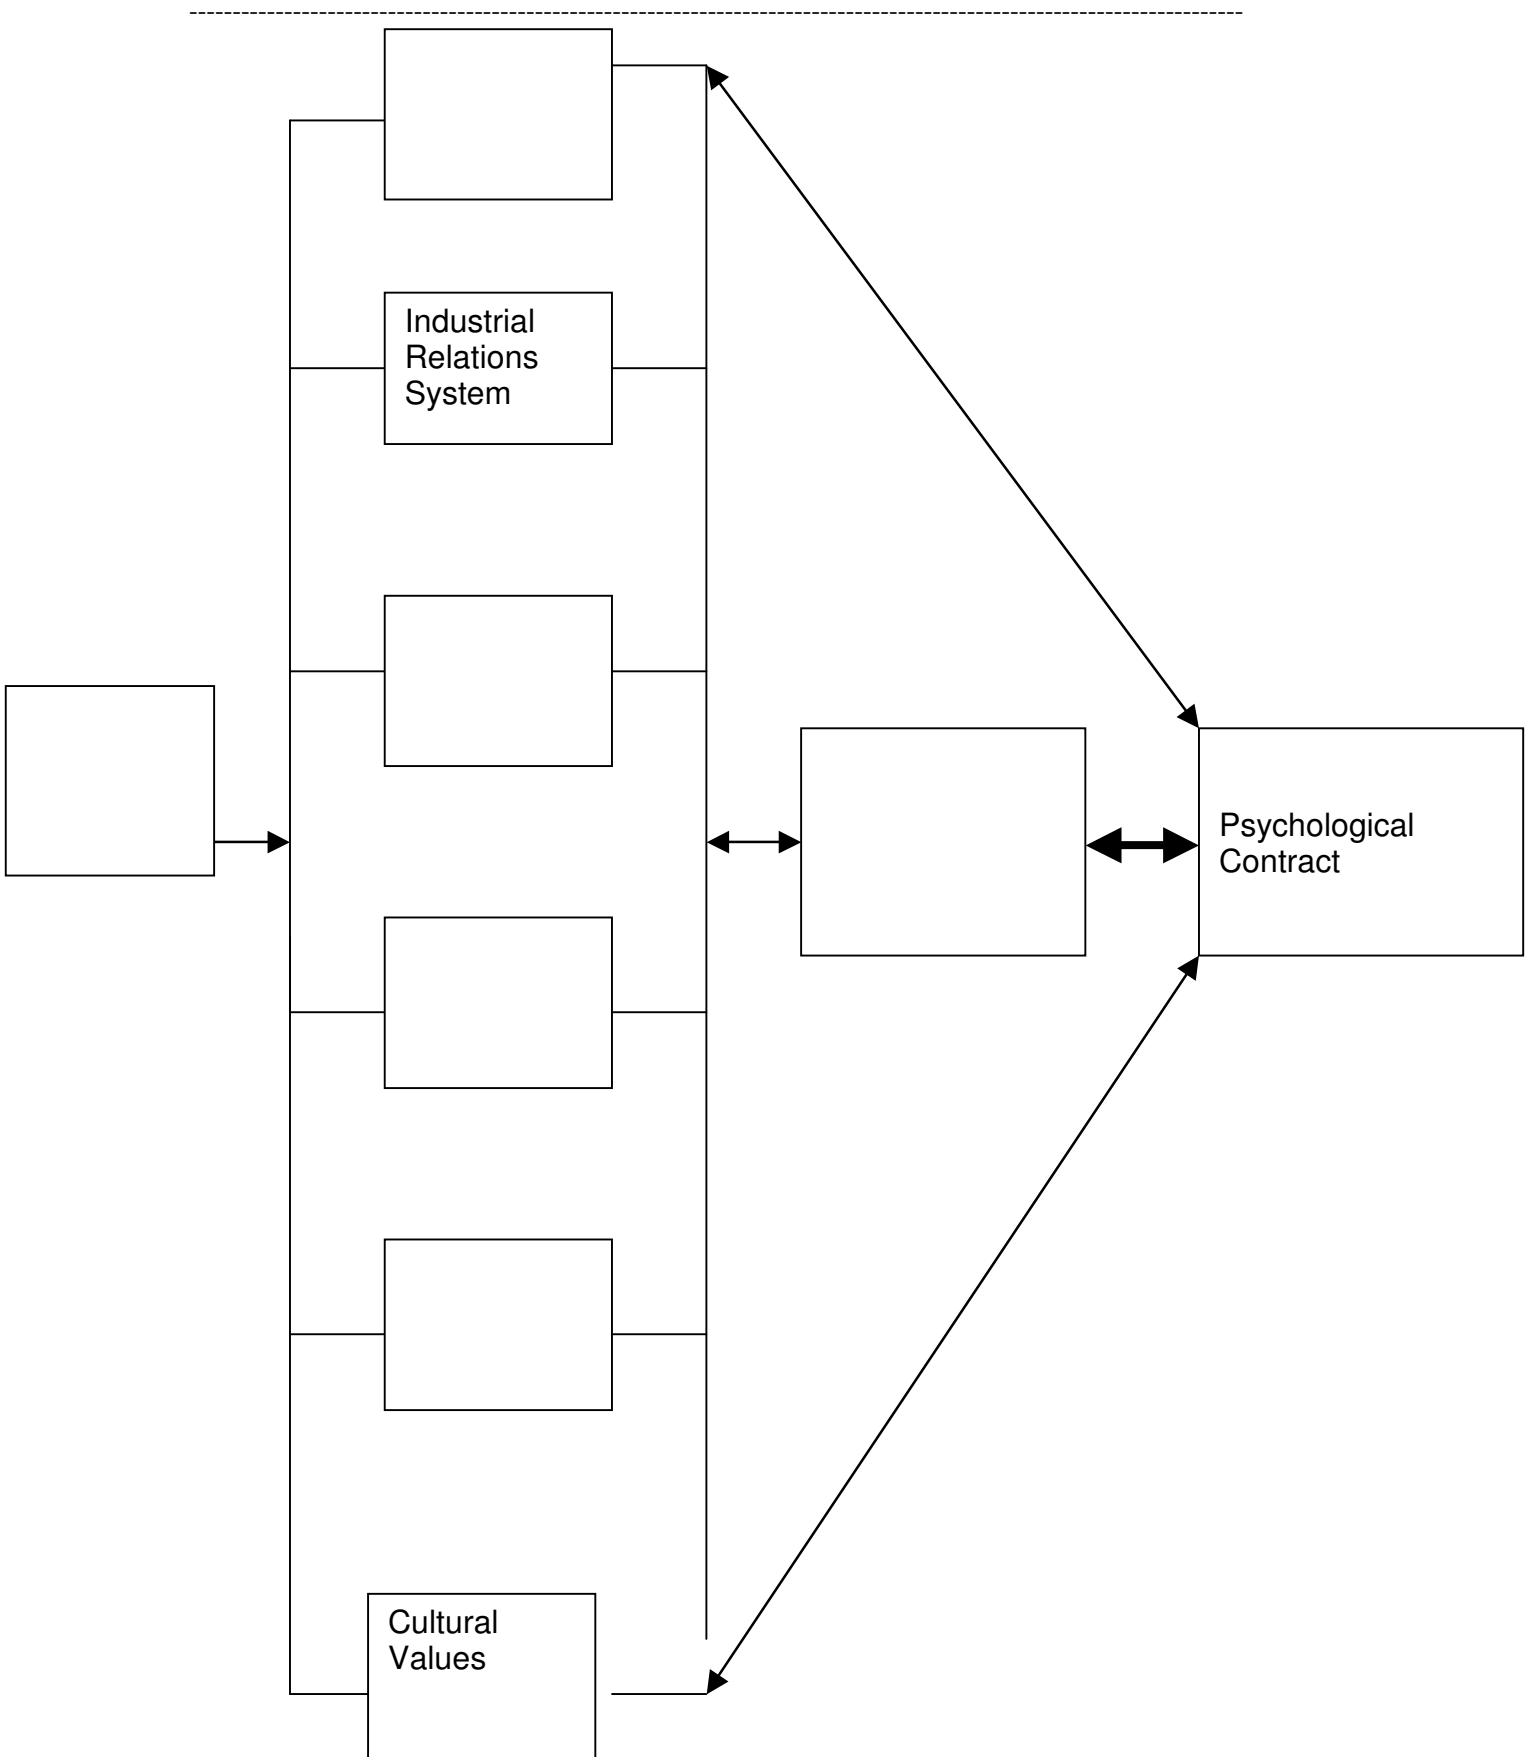 Industrial
Relations
System
Psychological
Contract
Cultural
Values